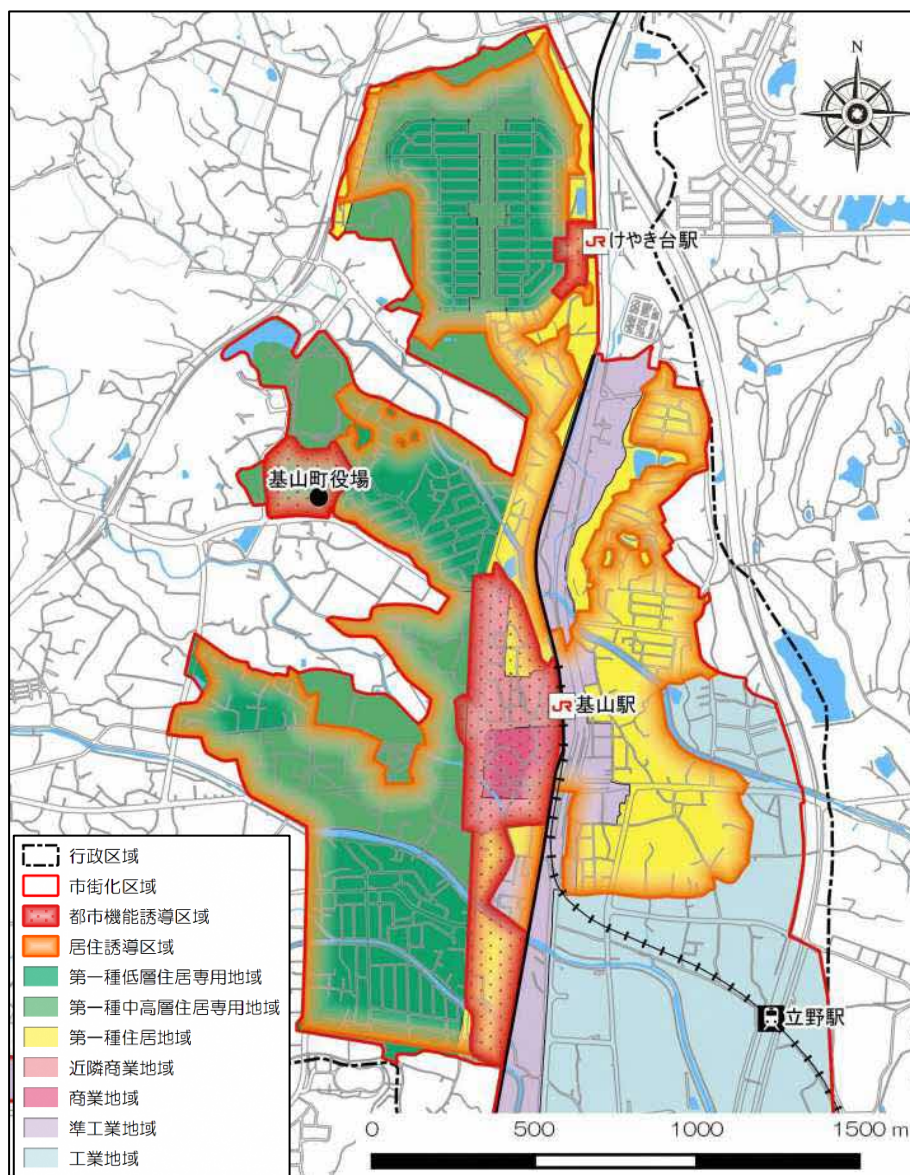 N
JR けやき台駅
基山町役場
JR 基山駅
立野駅
行政区域
市街化区域
都市機能誘導区域
居住誘導区域
第一種低層住居専用地域
第一種中高層住居専用地域
第一種住居地域
近隣商業地域
商業地域
準工業地域
工業地域
0 500 1000 1500 m